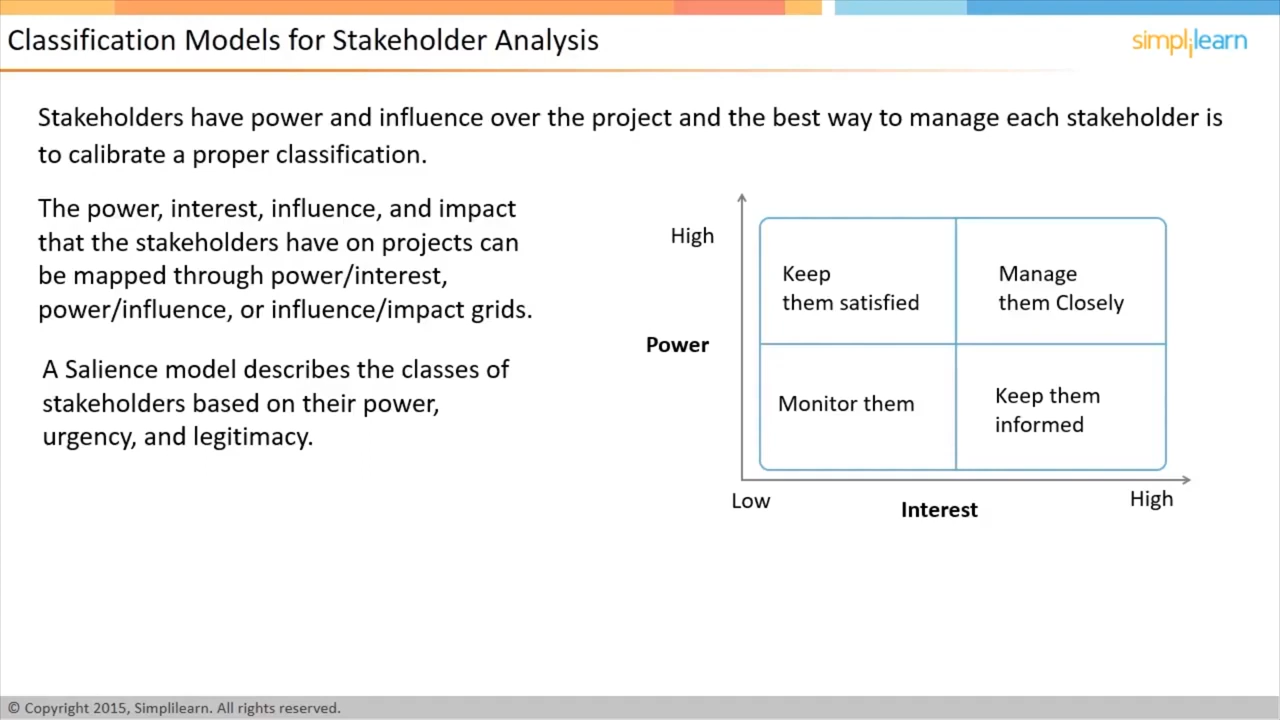 Classification Models for Stakeholder Analysis
simplilearn
Stakeholders have power and influence over the project and the best way to manage each stakeholder is
to calibrate a proper classification.
The power, interest, influence, and impact
that the stakeholders have on projects can
be mapped through power/interest,
power/influence, or influence/impact grids.
A Salience model describes the classes of
stakeholders based on their power,
urgency, and legitimacy.
High
Power
Keep
them satisfied
Manage
them Closely
Monitor them
Keep them
informed
Low
Interest
High
© Copyright 2015, Simplilearn. All rights reserved.